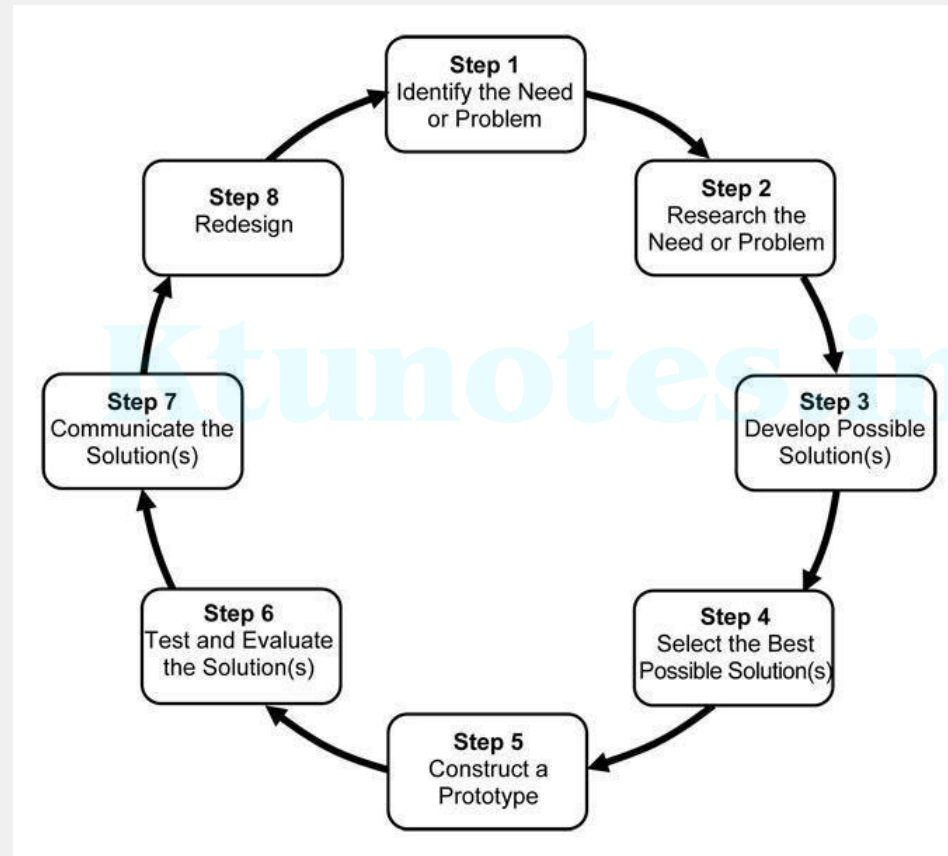 Step 1
Identify the Need
or Problem
Step 2
Research the
Need or Problem
Step 3
Develop Possible
Solution(s)
Step 4
Select the Best
Possible Solution(s)
Step 5
Construct a
Prototype
Step 6
Test and Evaluate
the Solution(s)
Step 7
Communicate the
Solution(s)
Step 8
Redesign
Ktunotes.in